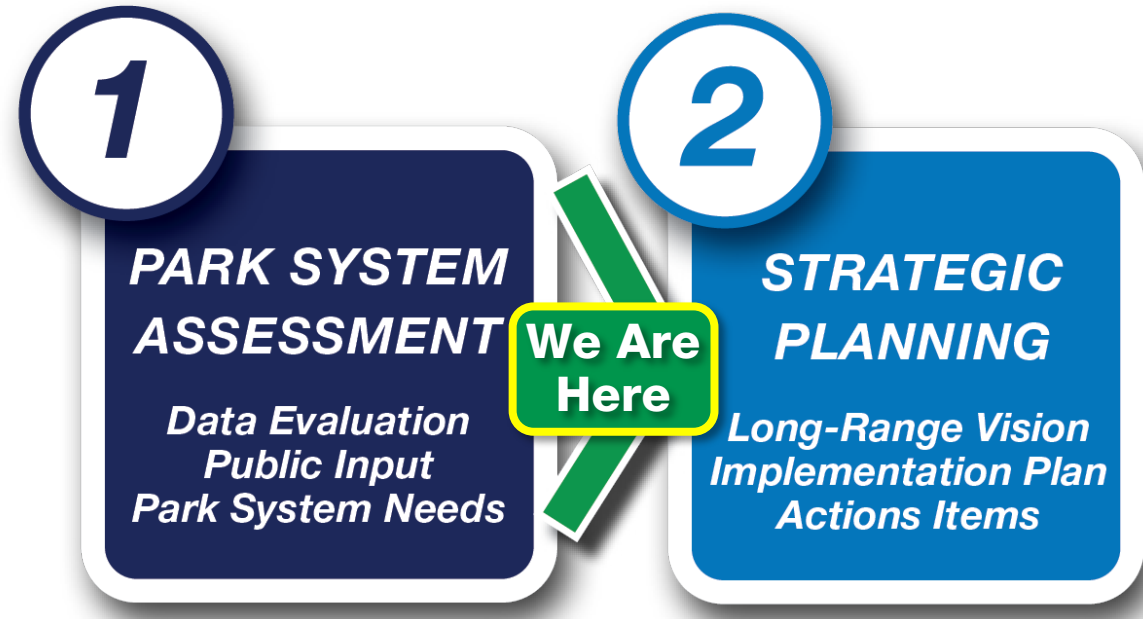 1
PARK SYSTEM
ASSESSMENT
Data Evaluation
Public Input
Park System Needs
We Are
Here
2
STRATEGIC
PLANNING
Long-Range Vision
Implementation Plan
Actions Items